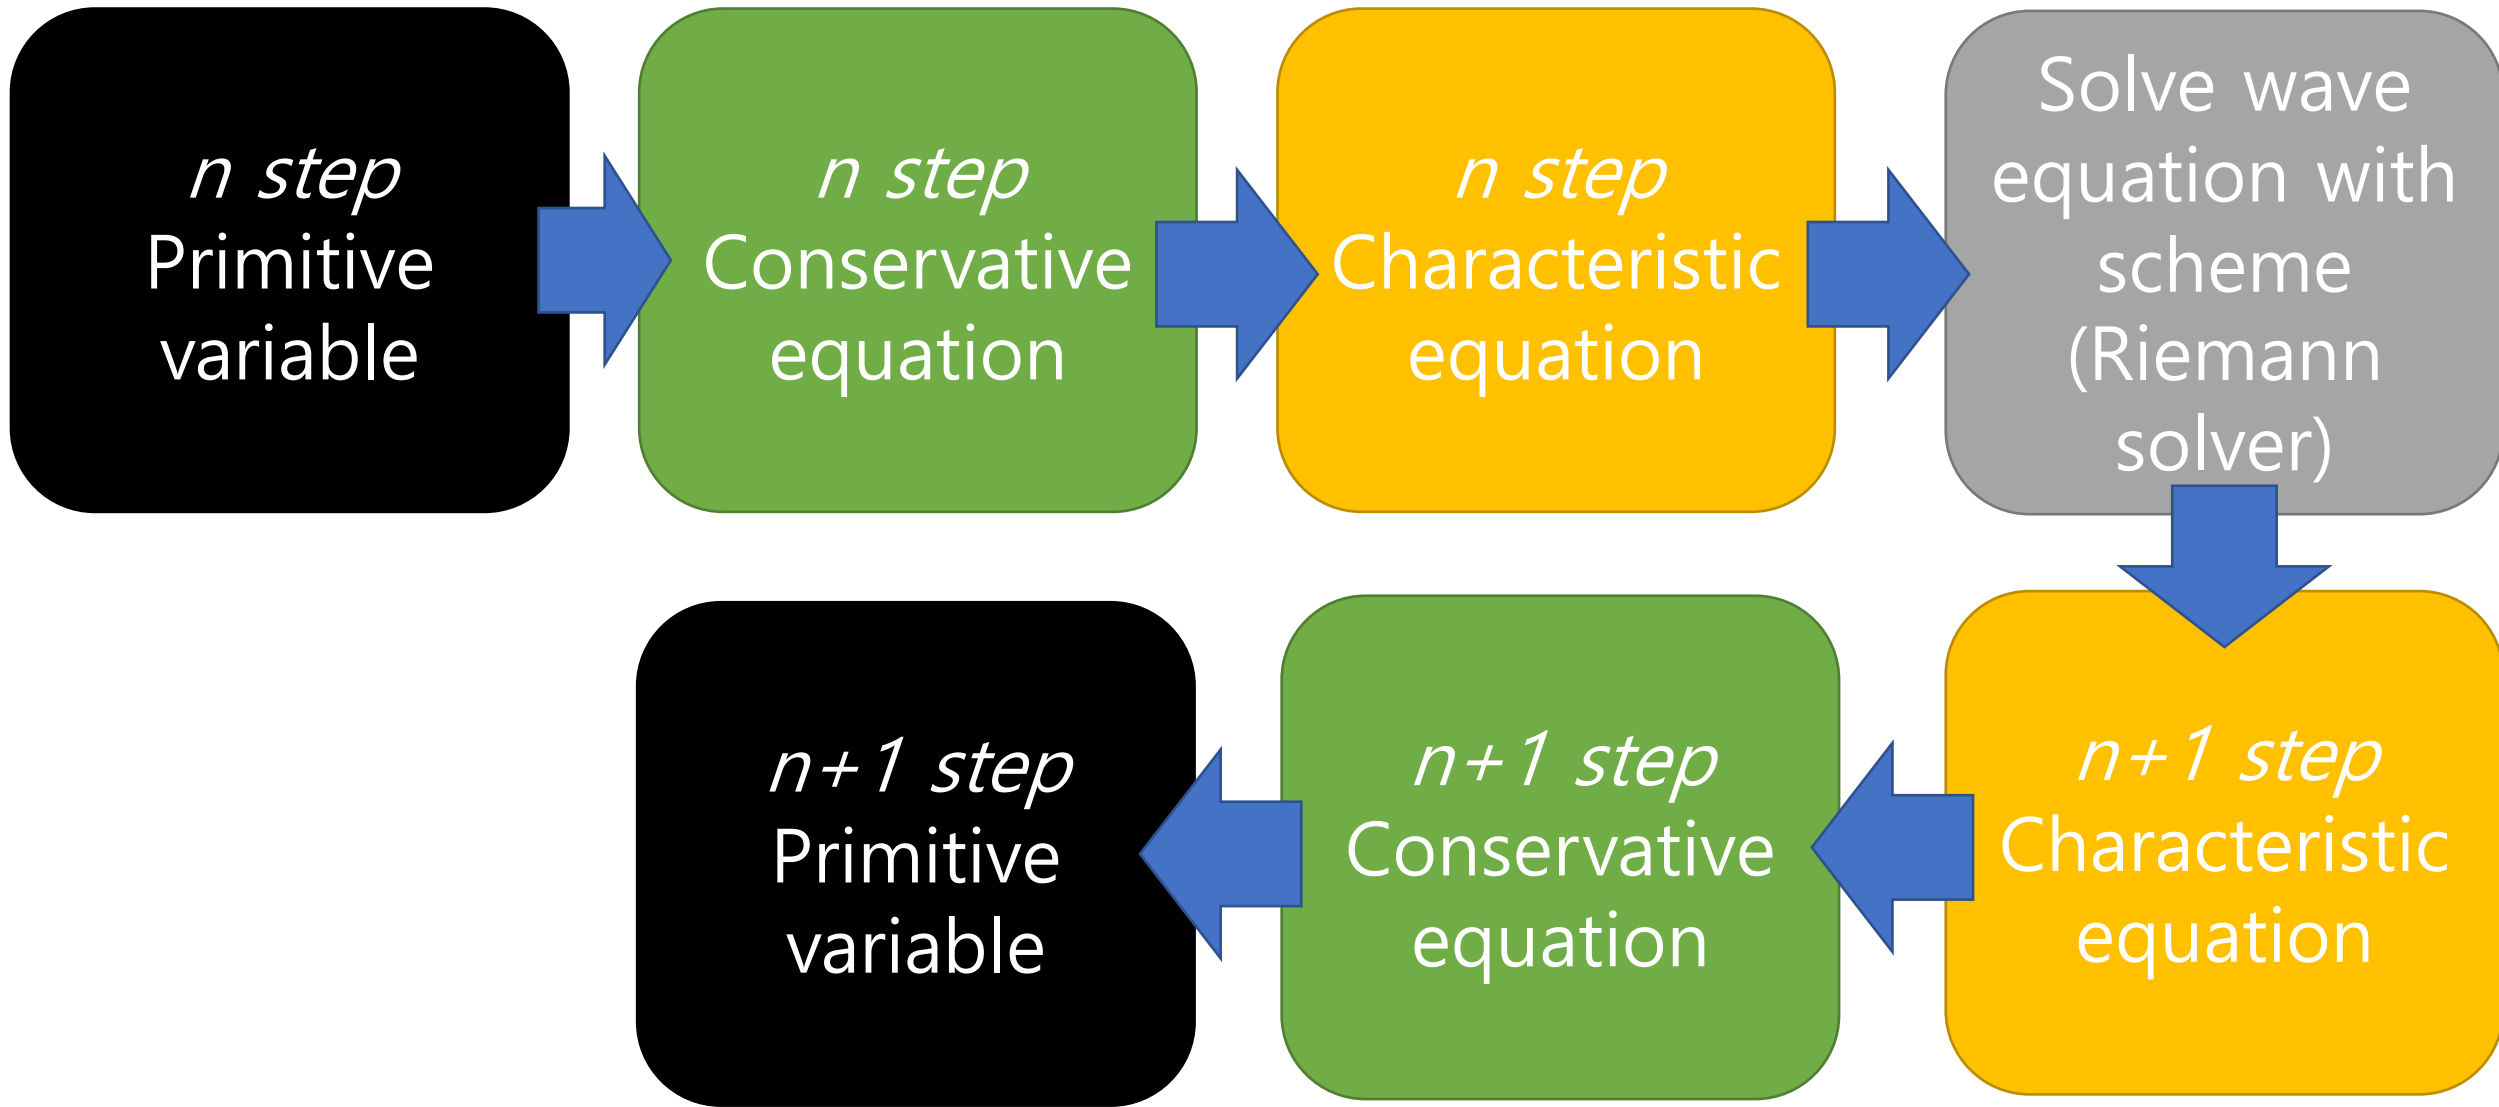 n step
Primitive
variable
n step
Conservative
equation
n step
Characteristic
equation
Solve wave
equation with
scheme
(Riemann
solver)
n+1 step
Primitive
variable
n+1 step
Conservative
equation
n+1 step
Characteristic
equation